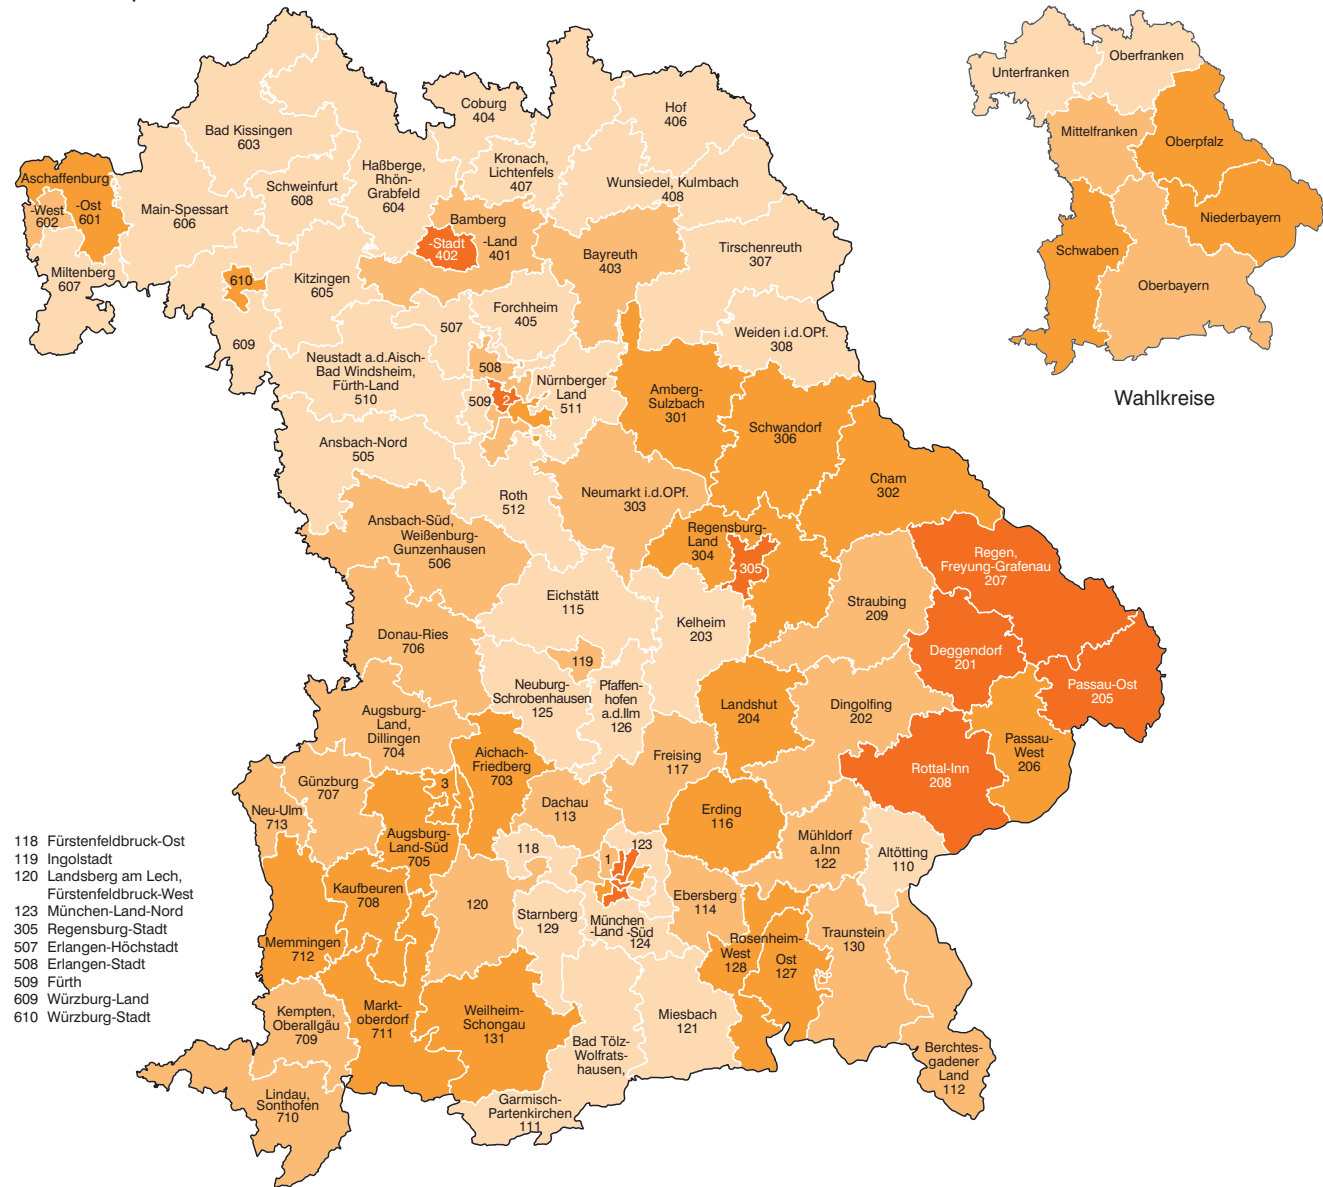 Coburg
404
Hof
406
Bad Kissingen
603
Haßberge,
Rhön-
Grabfeld
604
Kronach,
Lichtenfels
407
Wunsiedel, Kulmbach
408
Aschaffenburg
-West
602
-Ost
601
Schweinfurt
608
Main-Spessart
606
Bamberg
-Stadt
402
-Land
401
Bayreuth
403
Tirschenreuth
307
Miltenberg
607
610
Kitzingen
605
Forchheim
405
507
609
Weiden i.d.OPf.
308
Neustadt a.d.Aisch-
Bad Windsheim,
Fürth-Land
510
508
509
2
Nürnberger
Land
511
Amberg-
Sulzbach
301
Schwandorf
306
Ansbach-Nord
505
Cham
302
Roth
512
Neumarkt i.d.OPf.
303
Ansbach-Süd,
Weißenburg-
Gunzenhausen
506
Regensburg-
Land
304
305
Regen,
Freyung-Grafenau
207
Eichstätt
115
Straubing
209
Kelheim
203
Donau-Ries
706
Deggendorf
201
119
Passau-Ost
205
Neuburg-
Schrobenhausen
125
Pfaffen-
hofen
a.d.Ilm
126
Landshut
204
Dingolfing
202
Augsburg-
Land,
Dillingen
704
Passau-
West
206
Aichach-
Friedberg
703
Freising
117
Rottal-Inn
208
Günzburg
707
3
Neu-Ulm
713
Dachau
113
Erding
116
Augsburg-
Land-Süd
705
Mühldorf
a.Inn
122
118
1
123
Altötting
110
Kaufbeuren
708
120
Ebersberg
114
Starnberg
129
München
-Land -Süd
124
Memmingen
712
Rosenheim-
West
128
Ost
127
Traunstein
130
Kempten,
Oberallgäu
709
Markt-
oberdorf
711
Weilheim-
Schongau
131
Miesbach
121
Bad Tölz-
Wolfrats-
hausen,
Garmisch-
Partenkirchen
111
Berchtes-
gadener
Land
112
Lindau,
Sonthofen
710
Unterfranken
Oberfranken
Mittelfranken
Oberpfalz
Niederbayern
Schwaben
Oberbayern
Wahlkreise
118 Fürstenfeldbruck-Ost
119 Ingolstadt
120 Landsberg am Lech,
Fürstenfeldbruck-West
123 München-Land-Nord
305 Regensburg-Stadt
507 Erlangen-Höchstadt
508 Erlangen-Stadt
509 Fürth
609 Würzburg-Land
610 Würzburg-Stadt